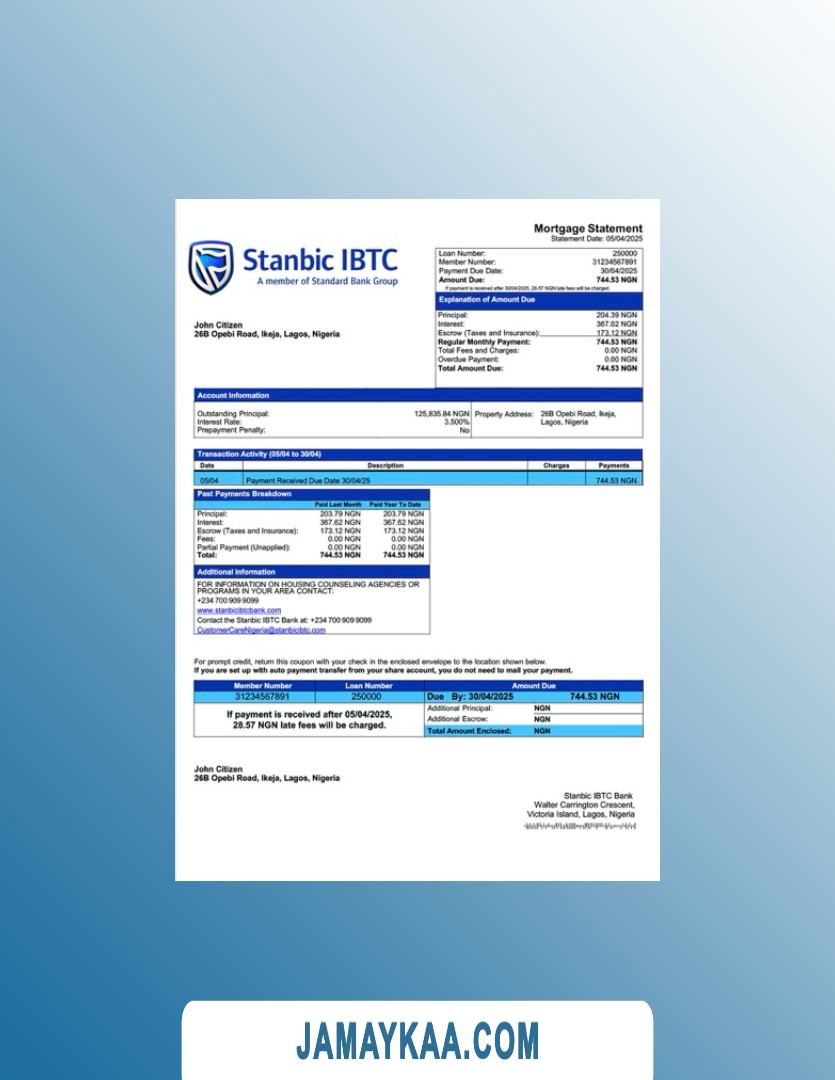 Mortgage Statement
Statement Date: 05/04/2025
Stanbic IBTC
A member of Standard Bank Group
Loan Number: 250000
Member Number: 31234567891
Payment Due Date: 30/04/2025
Amount Due: 744.53 NGN
If payment is received after 30/04/2025, 28.57 NGN late fees will be charged.
Explanation of Amount Due
Principal: 204.39 NGN
Interest: 367.02 NGN
Escrow (Taxes and Insurance): 173.12 NGN
Regular Monthly Payment: 744.53 NGN
Total Fees and Charges: 0.00 NGN
Overdue Payment: 0.00 NGN
Total Amount Due: 744.53 NGN
John Citizen
26B Opebi Road, Ikeja, Lagos, Nigeria
Account Information
Outstanding Principal: 125,835.84 NGN
Interest Rate: 3.500%
Prepayment Penalty: No
Property Address: 26B Opebi Road, Ikeja,
Lagos, Nigeria
Transaction Activity (05/04 to 30/04)
Date Description Charges Payments
05/04 Payment Received Due Date 30/04/25 744.53 NGN
Past Payments Breakdown
Paid Last Month Paid Year To Date
Principal: 203.79 NGN 203.79 NGN
Interest: 367.62 NGN 367.62 NGN
Escrow (Taxes and Insurance): 173.12 NGN 173.12 NGN
Fees: 0.00 NGN 0.00 NGN
Partial Payment (Unapplied): 0.00 NGN 0.00 NGN
Total: 744.53 NGN 744.53 NGN
Additional Information
FOR INFORMATION ON HOUSING COUNSELING AGENCIES OR
PROGRAMS IN YOUR AREA CONTACT:
+234 700 909 9099
www.stanbicibtcbank.com
Contact the Stanbic IBTC Bank at: +234 700 909 9099
CustomerCareNigeria@stanbicibtc.com
For prompt credit, return this coupon with your check in the enclosed envelope to the location shown below.
If you are set up with auto payment transfer from your share account, you do not need to mail your payment.
Member Number Loan Number Amount Due
31234567891 250000 Due By: 30/04/2025 744.53 NGN
If payment is received after 05/04/2025,
28.57 NGN late fees will be charged.
Additional Principal: NGN
Additional Escrow: NGN
Total Amount Enclosed: NGN
John Citizen
26B Opebi Road, Ikeja, Lagos, Nigeria
Stanbic IBTC Bank
Walter Carrington Crescent,
Victoria Island, Lagos, Nigeria
JAMAYKAA.COM